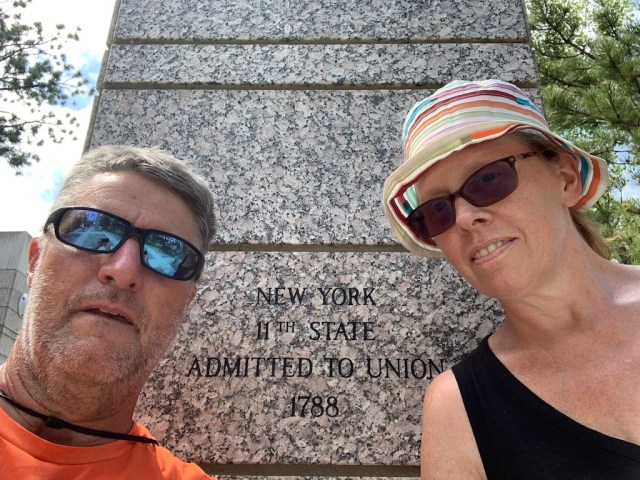 NEW YORK
11TH STATE
ADMITTED TO UNION
1788